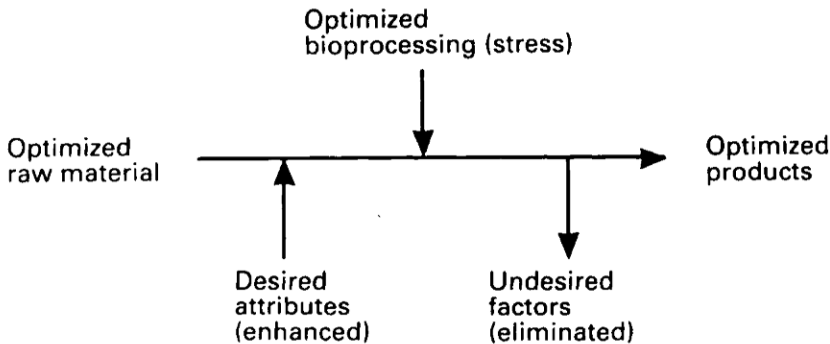 Optimized
bioprocessing (stress)
Optimized
raw material
Optimized
products
Desired
attributes
(enhanced)
Undesired
factors
(eliminated)